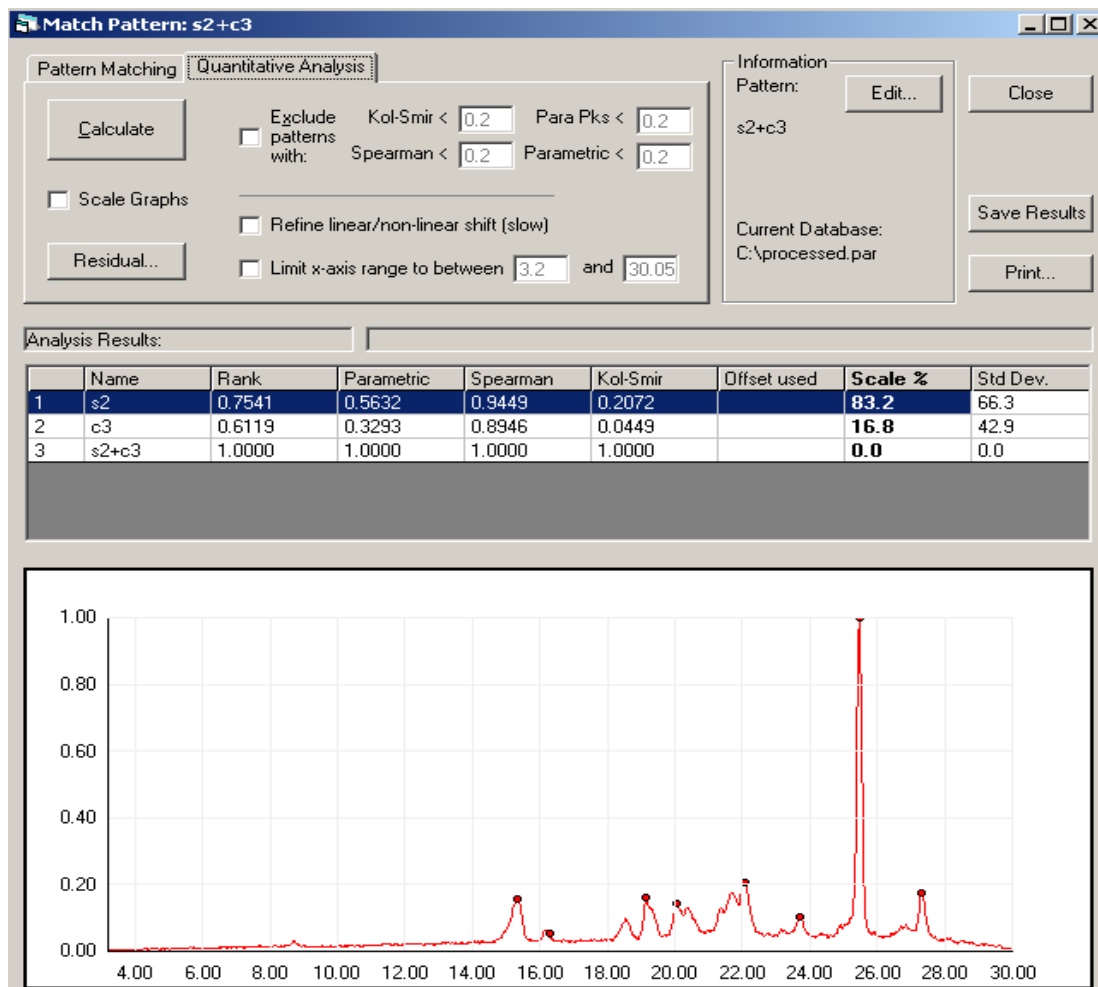 Match Pattern: s2+c3
Pattern Matching Quantitative Analysis
Calculate
Exclude patterns with:
Kol-Smir < 0.2 Para Pks < 0.2
Spearman < 0.2 Parametric < 0.2
Scale Graphs
Refine linear/non-linear shift (slow)
Residual...
Limit x-axis range to between 3.2 and 30.05
Information
Pattern: Edit...
s2+c3
Current Database:
C:\processed.par
Close
Save Results
Print...
Analysis Results:
Name Rank Parametric Spearman Kol-Smir Offset used Scale % Std Dev.
1 s2 0.7541 0.5632 0.9449 0.2072 83.2 66.3
2 c3 0.6119 0.3293 0.8946 0.0449 16.8 42.9
3 s2+c3 1.0000 1.0000 1.0000 1.0000 0.0 0.0
1.00
0.80
0.60
0.40
0.20
0.00
4.00 6.00 8.00 10.00 12.00 14.00 16.00 18.00 20.00 22.00 24.00 26.00 28.00 30.00